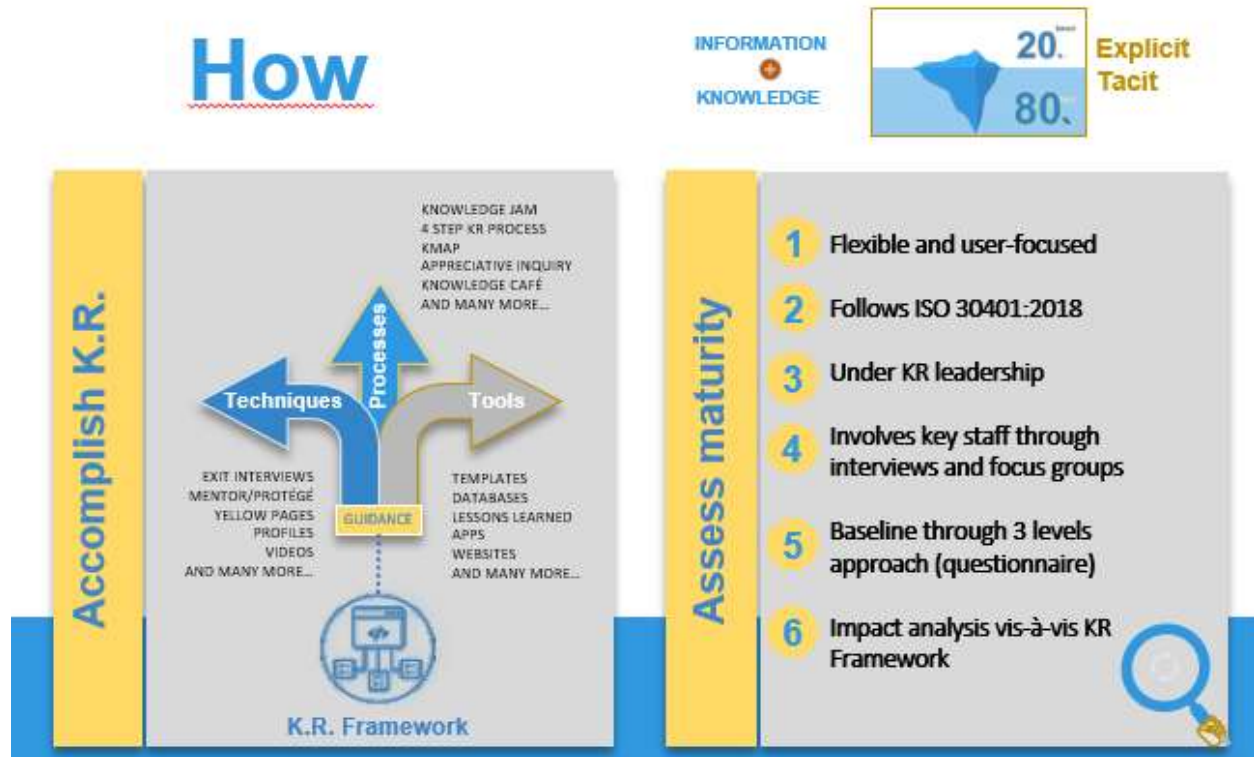 How
INFORMATION
KNOWLEDGE
20
80
Explicit
Tacit
Accomplish K.R.
KNOWLEDGE JAM
4 STEP KR PROCESS
KMAP
APPRECIATIVE INQUIRY
KNOWLEDGE CAFÉ
AND MANY MORE...
Techniques
Processes
Tools
EXIT INTERVIEWS
MENTOR/PROTÉGÉ
YELLOW PAGES
PROFILES
VIDEOS
AND MANY MORE...
GUIDANCE
TEMPLATES
DATABASES
LESSONS LEARNED
APPS
WEBSITES
AND MANY MORE...
K.R. Framework
Assess maturity
1 Flexible and user-focused
2 Follows ISO 30401:2018
3 Under KR leadership
4 Involves key staff through
interviews and focus groups
5 Baseline through 3 levels
approach (questionnaire)
6 Impact analysis vis-à-vis KR
Framework